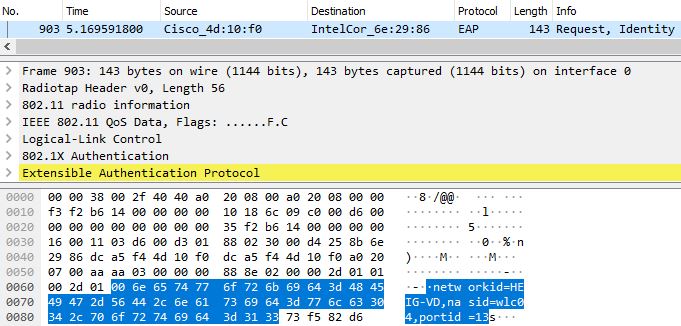 No. Time Source Destination Protocol Length Info
903 5.169591800 Cisco_4d:10:f0 IntelCor_6e:29:86 EAP 143 Request, Identity
Frame 903: 143 bytes on wire (1144 bits), 143 bytes captured (1144 bits) on interface 0
Radiotap Header v0, Length 56
802.11 radio information
IEEE 802.11 QoS Data, Flags: ......F.C
Logical-Link Control
802.1X Authentication
Extensible Authentication Protocol
0000 00 00 38 00 2f 40 40 a0 20 08 00 a0 20 08 00 00 ··8·/@@· ··· ···
0010 f3 f2 b6 14 00 00 00 00 10 18 6c 09 c0 00 d6 00 ········ ··l·····
0020 00 00 00 00 00 00 00 00 35 f2 b6 14 00 00 00 00 ········ 5·······
0030 16 00 11 03 d6 00 d3 01 88 02 30 00 d4 25 8b 6e ········ ··0··%·n
0040 29 86 dc a5 f4 4d 10 f0 dc a5 f4 4d 10 f0 a0 20 )····M·· ···M···
0050 07 00 aa aa 03 00 00 00 88 8e 02 00 00 2d 01 01 ········ ·····-··
0060 00 2d 01 00 6e 65 74 77 6f 72 6b 69 64 3d 48 45 ·-··netw orkid=HE
0070 49 47 2d 56 44 2c 6e 61 73 69 64 3d 77 6c 63 30 IG-VD,na sid=wlc0
0080 34 2c 70 6f 72 74 69 64 3d 31 33 73 f5 82 d6 4,portid =13s···